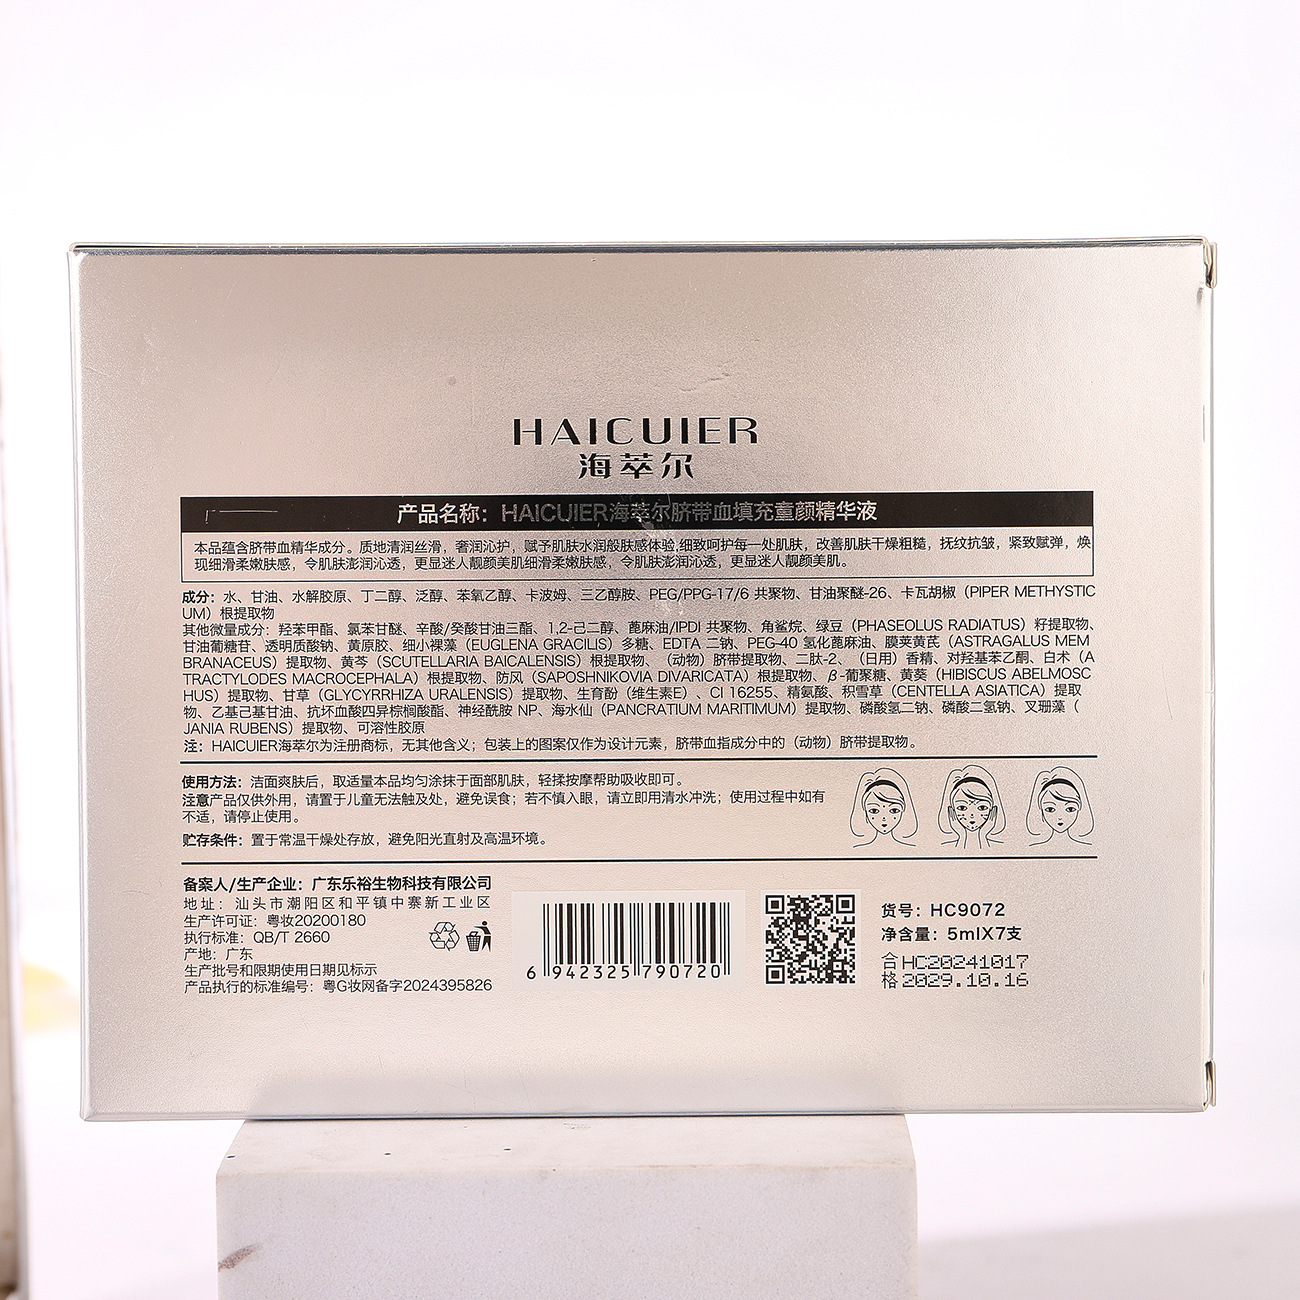 HAICUIER
海萃尔
产品名称：HAICUIER海萃尔脐带血填充童颜精华液
本品蕴含脐带血精华成分。质地清润丝滑，奢润沁护，赋予肌肤水润般肤感体验,细致呵护每一处肌肤，改善肌肤干燥粗糙，抚纹抗皱，紧致赋弹，焕
现细滑柔嫩肤感，令肌肤澎润沁透，更显迷人靓颜美肌细滑柔嫩肤感，令肌肤澎润沁透，更显迷人靓颜美肌。
成分：水、甘油、水解胶原、丁二醇、泛醇、苯氧乙醇、卡波姆、三乙醇胺、PEG/PPG-17/6 共聚物、甘油聚醚-26、卡瓦胡椒（PIPER METHYSTIC
UM）根提取物
其他微量成分：羟苯甲酯、氯苯甘醚、辛酸/癸酸甘油三酯、1,2-己二醇、蓖麻油/IPDI 共聚物、角鲨烷、绿豆（PHASEOLUS RADIATUS）籽提取物、
甘油葡糖苷、透明质酸钠、黄原胶、细小裸藻（EUGLENA GRACILIS）多糖、EDTA 二钠、PEG-40 氢化蓖麻油、膜荚黄芪（ASTRAGALUS MEM
BRANACEUS）提取物、黄芩（SCUTELLARIA BAICALENSIS）根提取物、（动物）脐带提取物、二肽-2、（日用）香精、对羟基苯乙酮、白术（A
TRACTYLODES MACROCEPHALA）根提取物、防风（SAPOSHNIKOVIA DIVARICATA）根提取物、β-葡聚糖、黄葵（HIBISCUS ABELMOSC
HUS）提取物、甘草（GLYCYRRHIZA URALENSIS）提取物、生育酚（维生素E）、CI 16255、精氨酸、积雪草（CENTELLA ASIATICA）提取
物、乙基己基甘油、抗坏血酸四异棕榈酸酯、神经酰胺 NP、海水仙（PANCRATIUM MARITIMUM）提取物、磷酸氢二钠、磷酸二氢钠、叉珊藻（
JANIA RUBENS）提取物、可溶性胶原
注：HAICUIER海萃尔为注册商标，无其他含义；包装上的图案仅作为设计元素，脐带血指成分中的（动物）脐带提取物。
使用方法：洁面爽肤后，取适量本品均匀涂抹于面部肌肤，轻揉按摩帮助吸收即可。
注意产品仅供外用，请置于儿童无法触及处，避免误食；若不慎入眼，请立即用清水冲洗；使用过程中如有
不适，请停止使用。
贮存条件：置于常温干燥处存放，避免阳光直射及高温环境。
备案人/生产企业：广东乐裕生物科技有限公司
地址：汕头市潮阳区和平镇中寨新工业区
生产许可证：粤妆20200180
执行标准：QB/T 2660
产地：广东
生产批号和限期使用日期见标示
产品执行的标准编号：粤G妆网备字2024395826
6 942325 790720
货号：HC9072
净含量：5mlX7支
合 HC20241017
格 2029.10.16